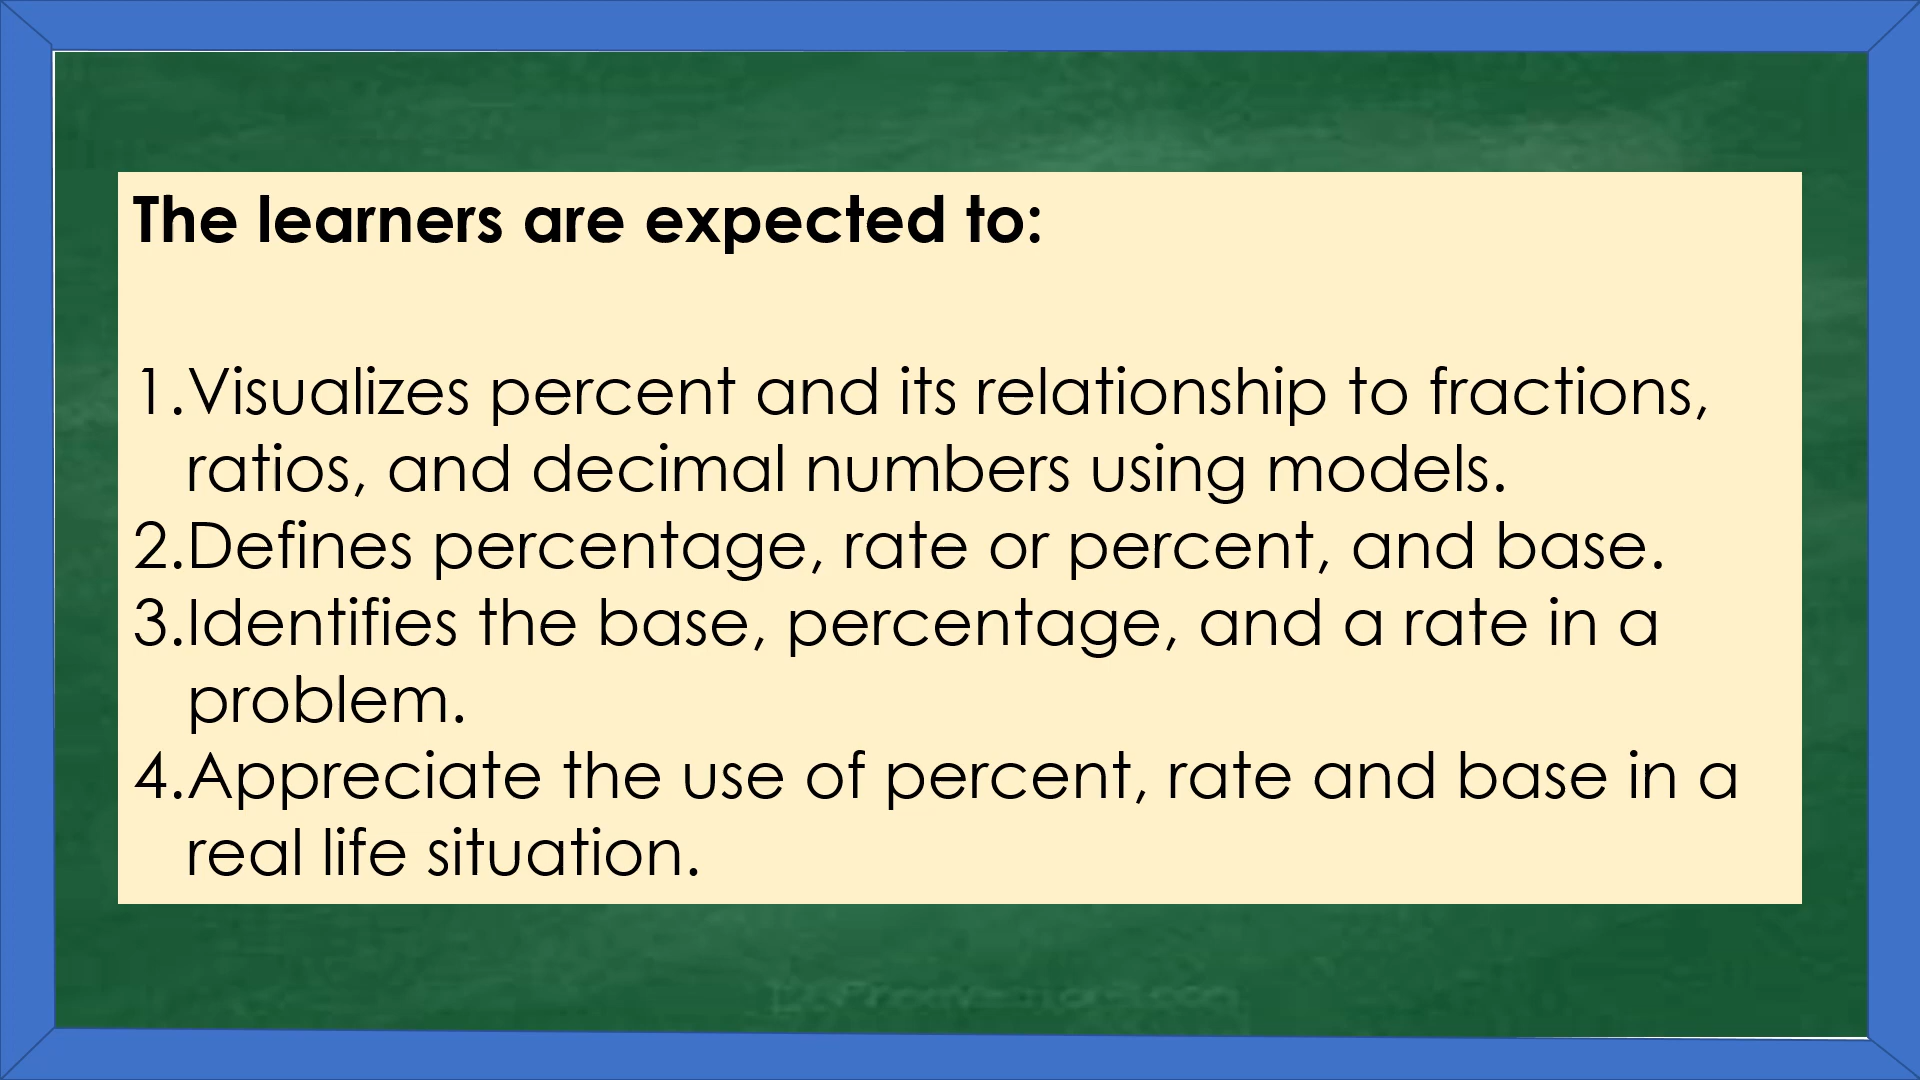 The learners are expected to:
1.Visualizes percent and its relationship to fractions,
ratios, and decimal numbers using models.
2.Defines percentage, rate or percent, and base.
3.Identifies the base, percentage, and a rate in a
problem.
4.Appreciate the use of percent, rate and base in a
real life situation.